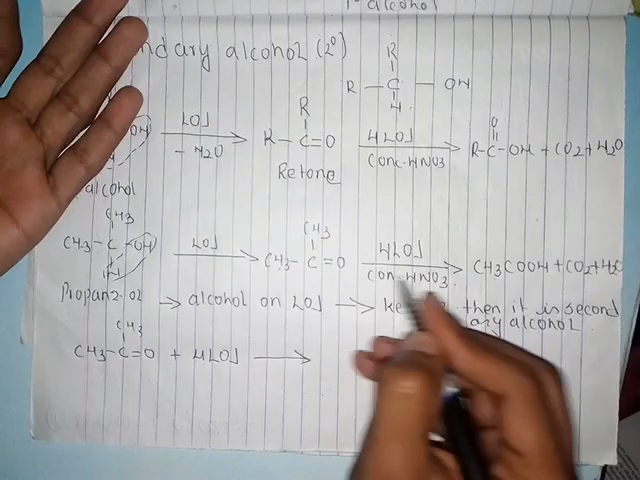 1° alcohol
ndary alcohol (2°)
R
R - C - OH
H
R
OH [O] R - C = O 4[O] O
- H2O Conc. HNO3 R - C - OH + CO2 + H2O
Ketone
alcohol
CH3 CH3
CH3 - C - OH [O] CH3 - C = O 4[O] CH3COOH + CO2 + H2O
H Con. HNO3
Propan 2-ol → alcohol on [O] → then it is second
ary alcohol
CH3
CH3 - C = O + 4[O] →